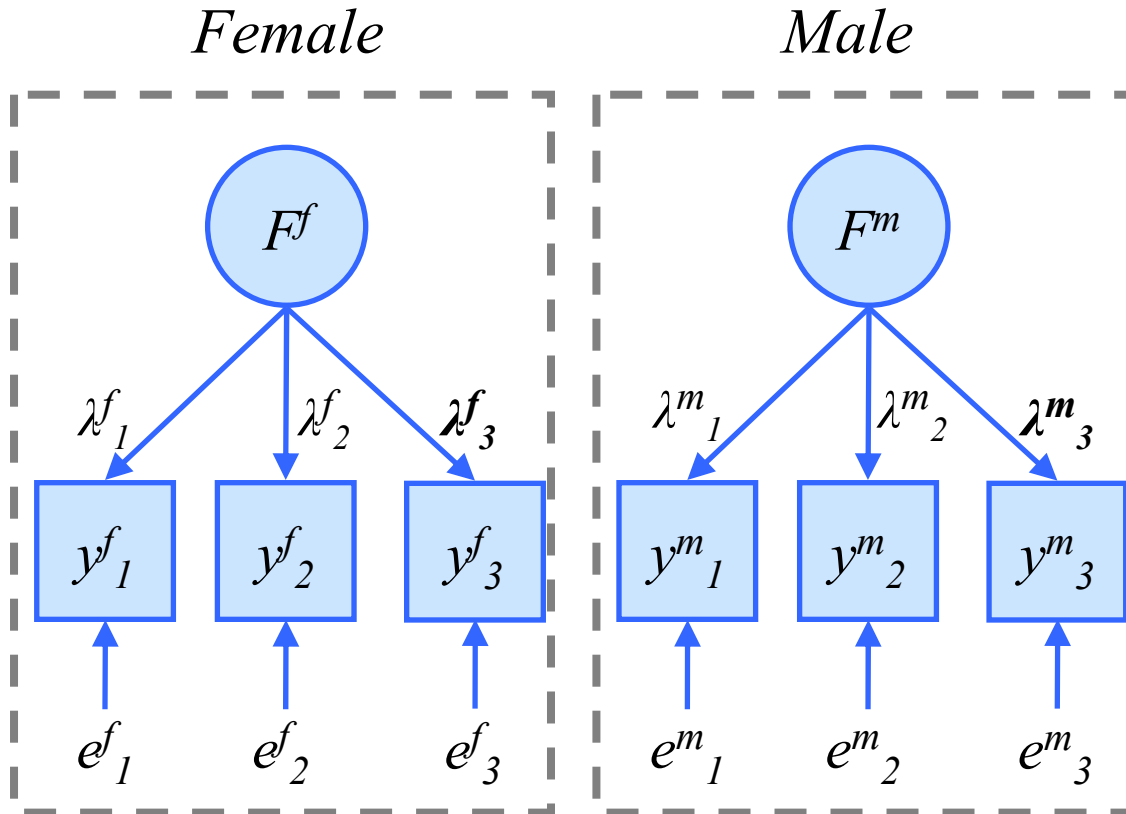 Female Male
F^f F^m
λ^f_1 λ^f_2 λ^f_3 λ^m_1 λ^m_2 λ^m_3
y^f_1 y^f_2 y^f_3 y^m_1 y^m_2 y^m_3
e^f_1 e^f_2 e^f_3 e^m_1 e^m_2 e^m_3